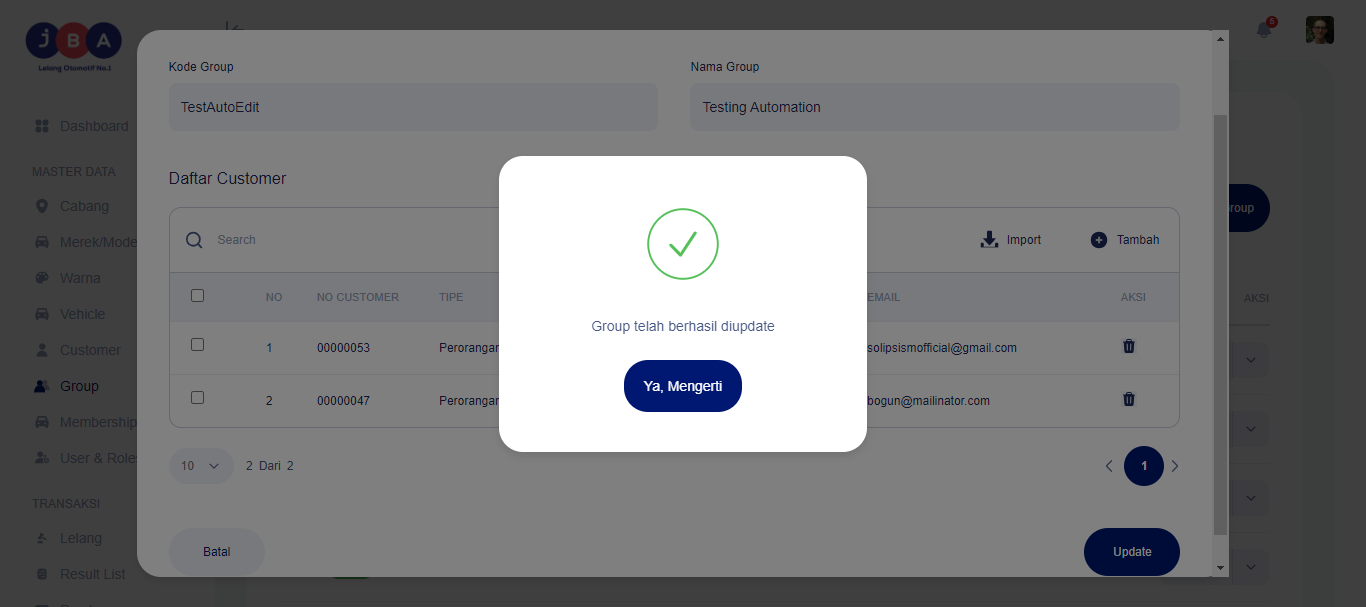 JBA
Lelang Otomotif No.1
6
Dashboard
MASTER DATA
Cabang
Merek/Mode
Warna
Vehicle
Customer
Group
Membership
User & Role
TRANSAKSI
Lelang
Result List
Kode Group
Nama Group
TestAutoEdit
Testing Automation
Daftar Customer
Search
Import
Tambah
NO
NO CUSTOMER
TIPE
EMAIL
AKSI
1
00000053
Perorangan
solipsismofficial@gmail.com
2
00000047
Perorangan
bogun@mailinator.com
10
2 Dari 2
1
Batal
Update
Group telah berhasil diupdate
Ya, Mengerti
roup
AKSI